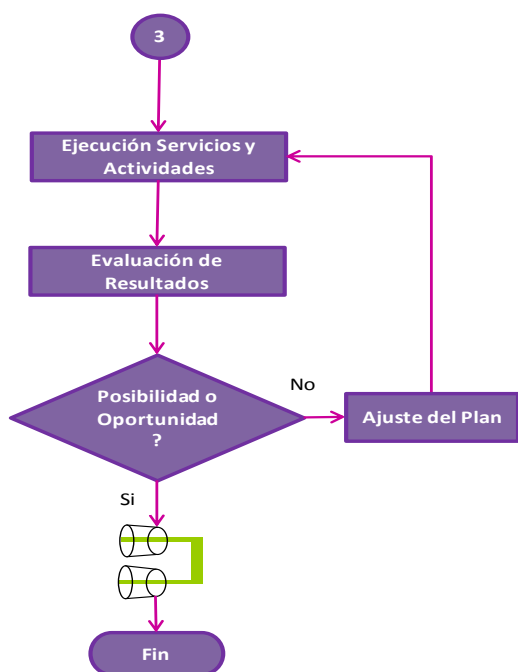 3
Ejecución Servicios y
Actividades
Evaluación de
Resultados
Posibilidad o
Oportunidad
?
No
Ajuste del Plan
Si
Fin